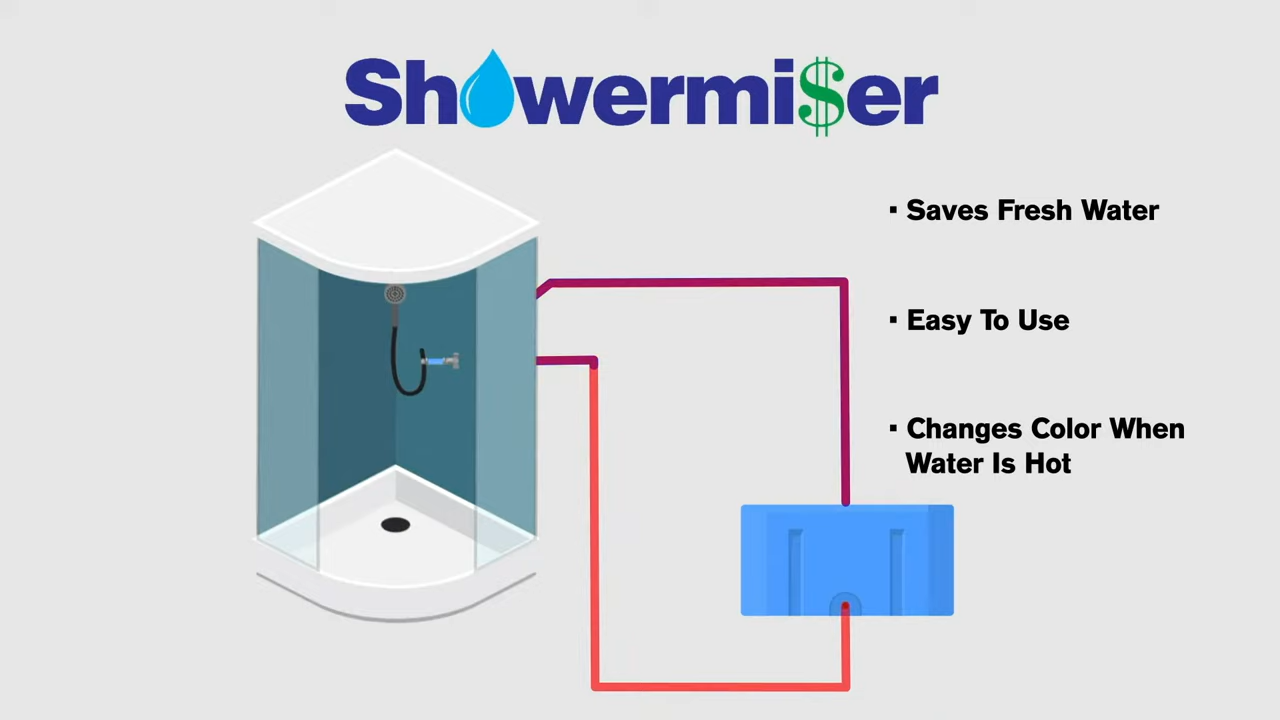 Showermi$er
▪ Saves Fresh Water
▪ Easy To Use
▪ Changes Color When
Water Is Hot